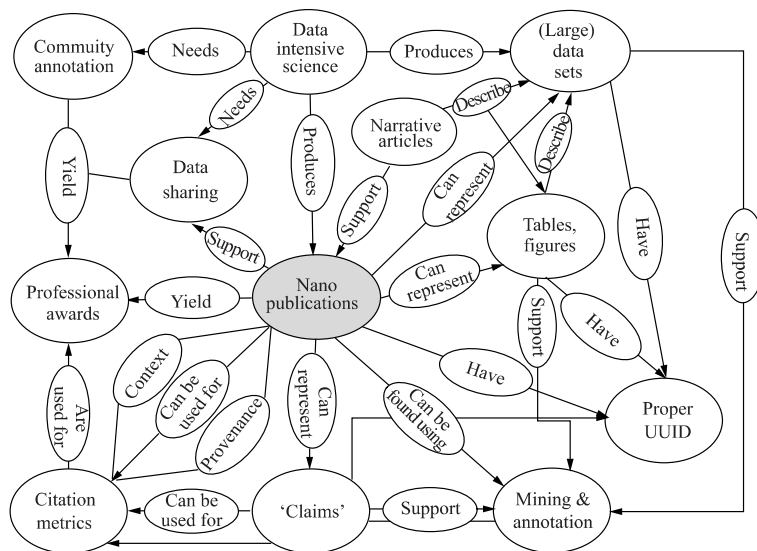 Commuity
annotation
Needs
Data
intensive
science
Produces
(Large)
data
sets
Needs
Describe
Narrative
articles
Yield
Data
sharing
Produces
Support
Can
represent
Describe
Tables,
figures
Have
Support
Support
Professional
awards
Yield
Nano
publications
Can
represent
Support
Have
Context
Can be
used for
Provenance
Can
represent
Can be
found using
Have
Are
used for
Proper
UUID
Citation
metrics
Can be
used for
‘Claims’
Support
Mining &
annotation